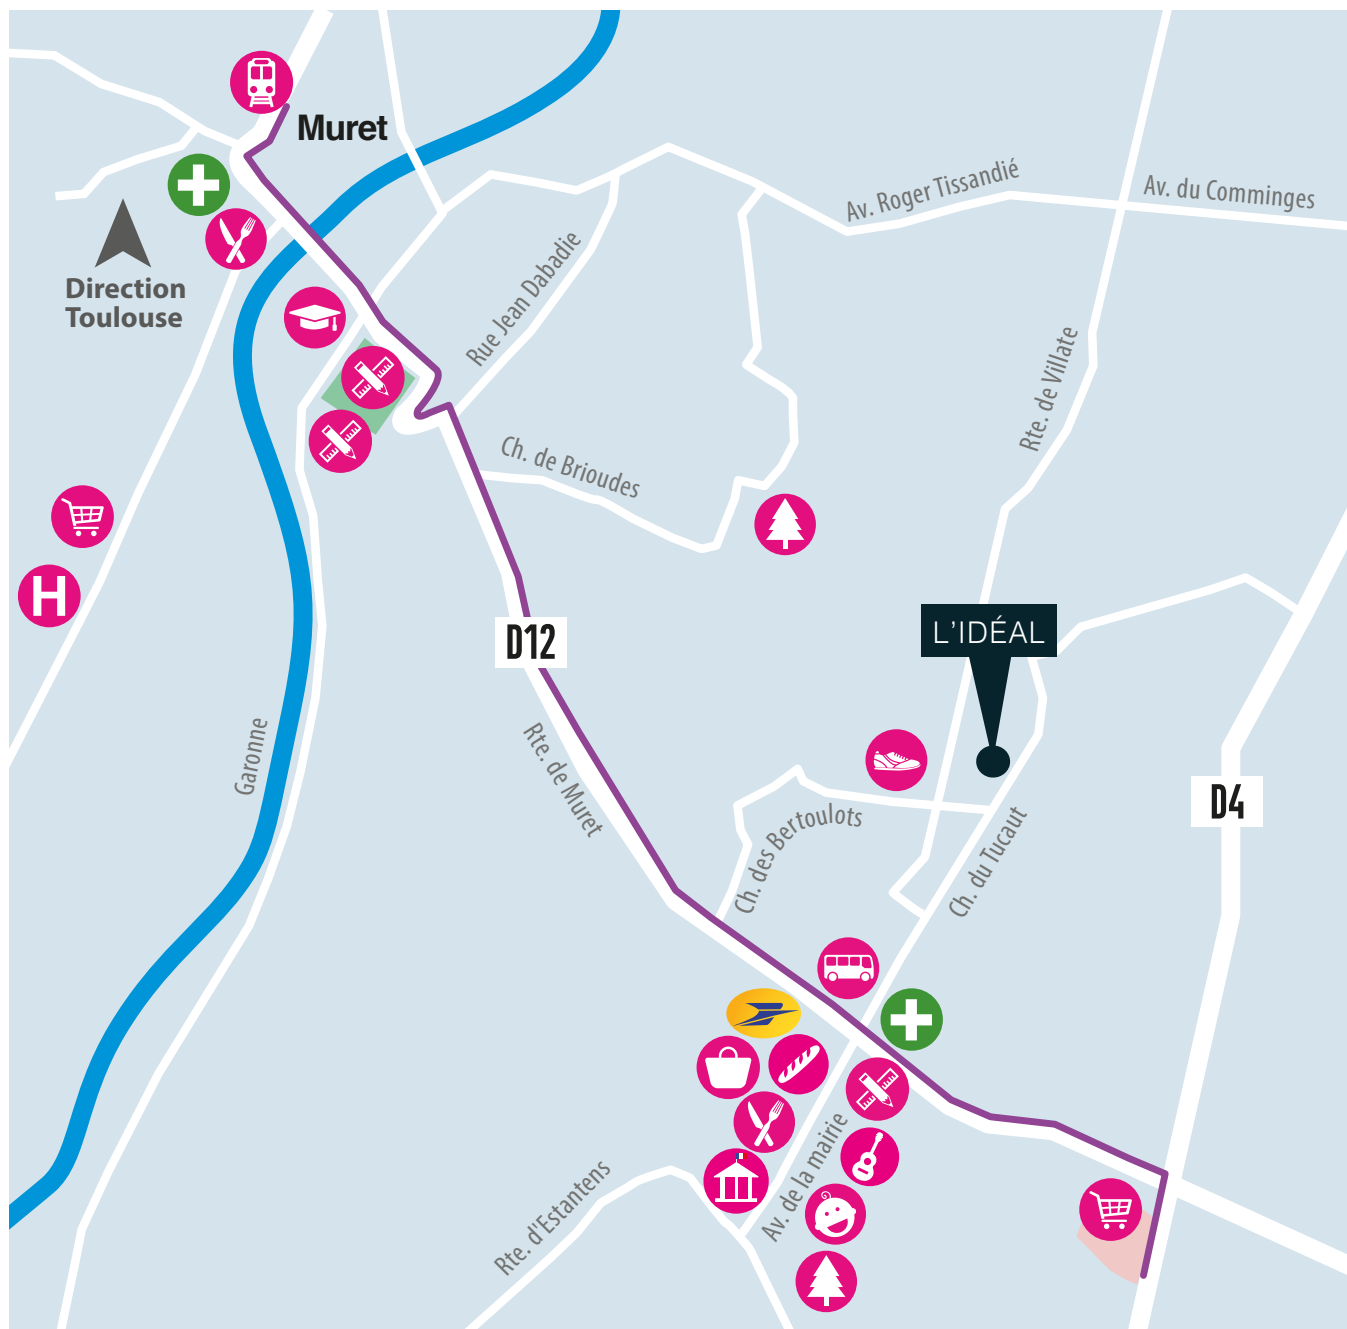 Muret
Av. Roger Tissandié
Av. du Comminges
Direction
Toulouse
Rue Jean Dabadie
Rte. de Villate
Ch. de Brioudes
H
L'IDÉAL
D12
Garonne
Rte. de Muret
D4
Ch. des Bertoulots
Ch. du Tucaut
Av. de la mairie
Rte. d'Estantens